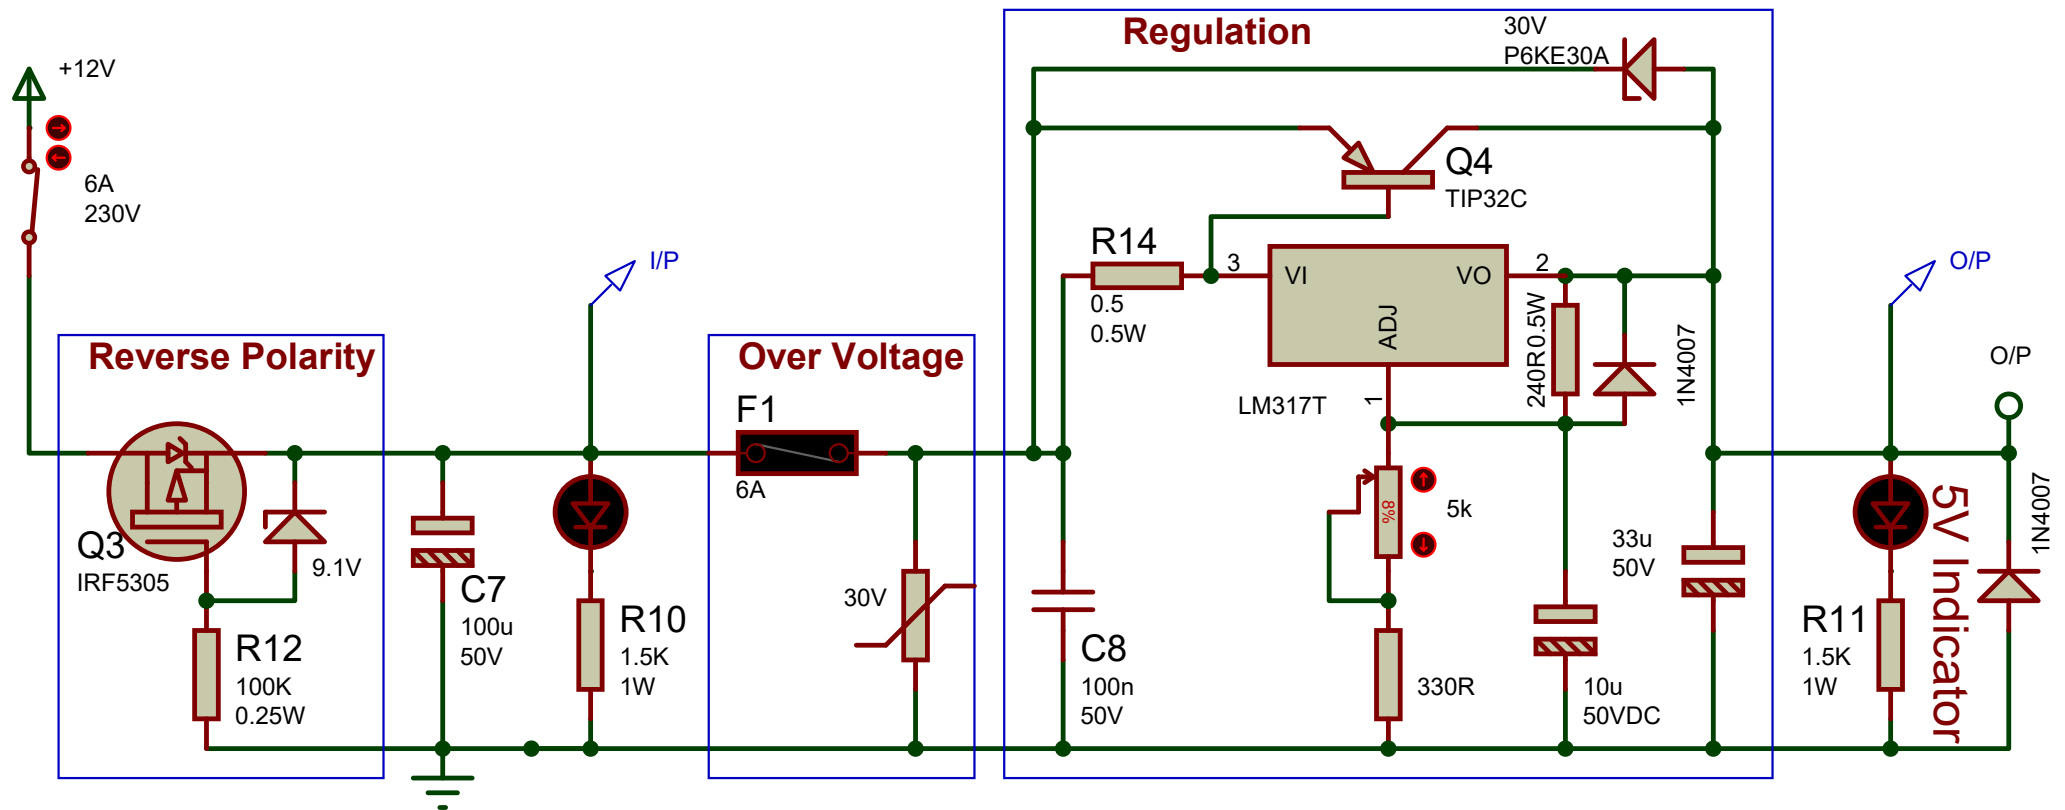 +12V
6A
230V
Reverse Polarity
Q3
IRF5305
9.1V
R12
100K
0.25W
C7
100u
50V
I/P
R10
1.5K
1W
Over Voltage
F1
6A
30V
Regulation
30V
P6KE30A
Q4
TIP32C
R14
0.5
0.5W
3
VI
VO
2
ADJ
1
LM317T
240R0.5W
1N4007
8%
5k
C8
100n
50V
330R
10u
50VDC
33u
50V
O/P
O/P
R11
1.5K
1W
5V Indicator
1N4007